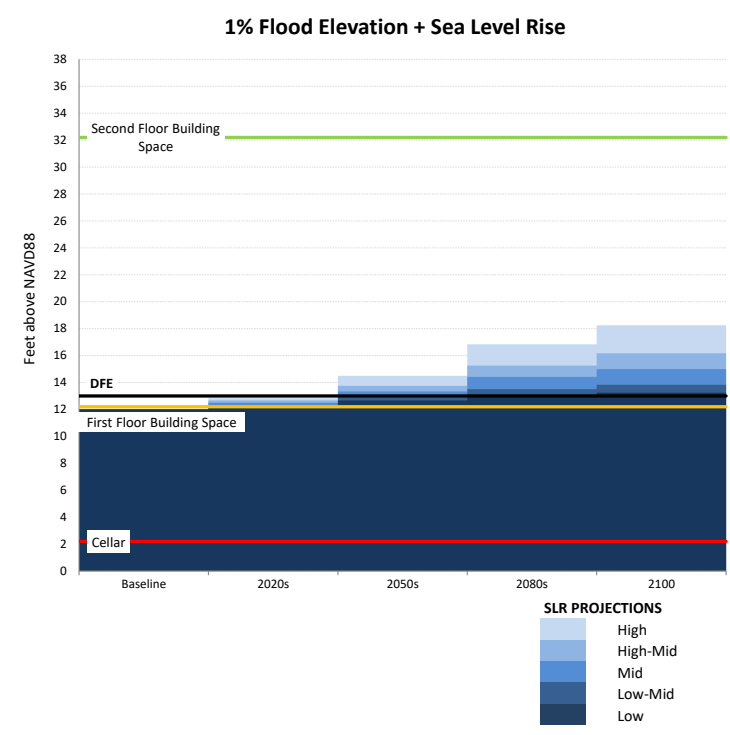 1% Flood Elevation + Sea Level Rise
38
36
34
32
30
28
26
24
22
20
18
16
14
12
10
8
6
4
2
0
Feet above NAVD88
Second Floor Building
Space
DFE
First Floor Building Space
Cellar
Baseline
2020s
2050s
2080s
2100
SLR PROJECTIONS
High
High-Mid
Mid
Low-Mid
Low